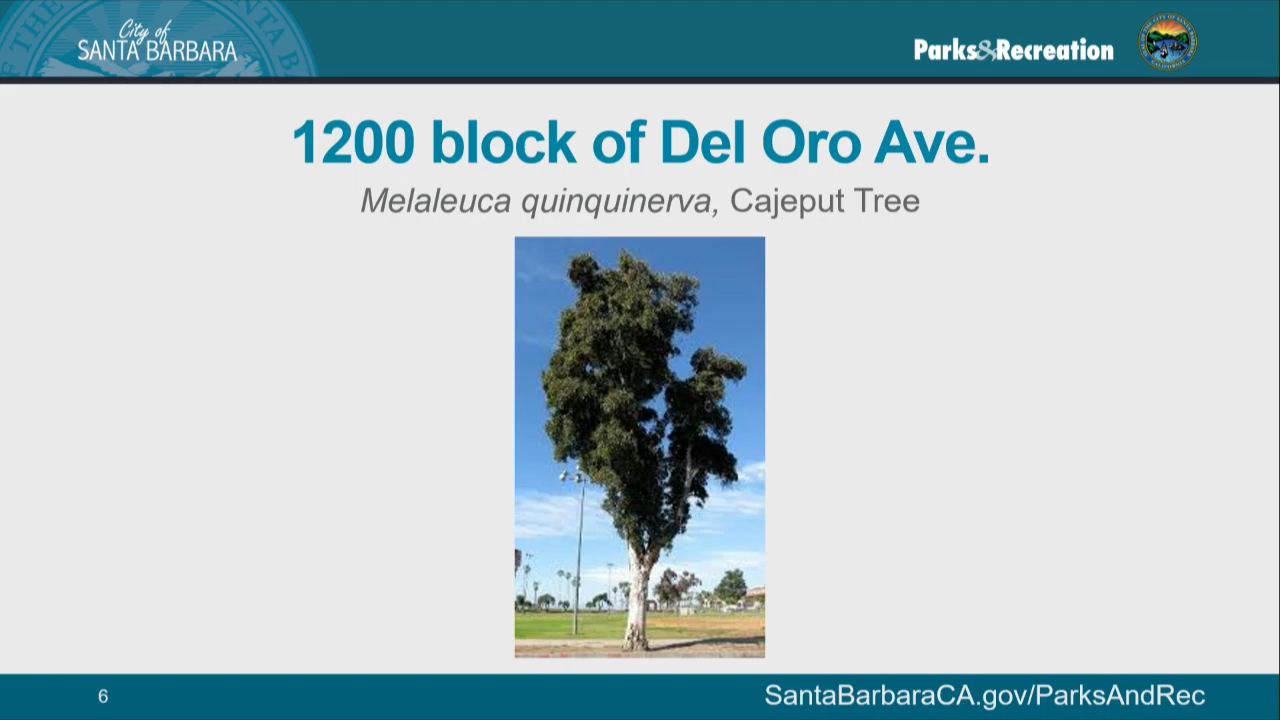 City of
SANTA BARBARA
Parks&Recreation
1200 block of Del Oro Ave.
Melaleuca quinquinerva, Cajeput Tree
6
SantaBarbaraCA.gov/ParksAndRec